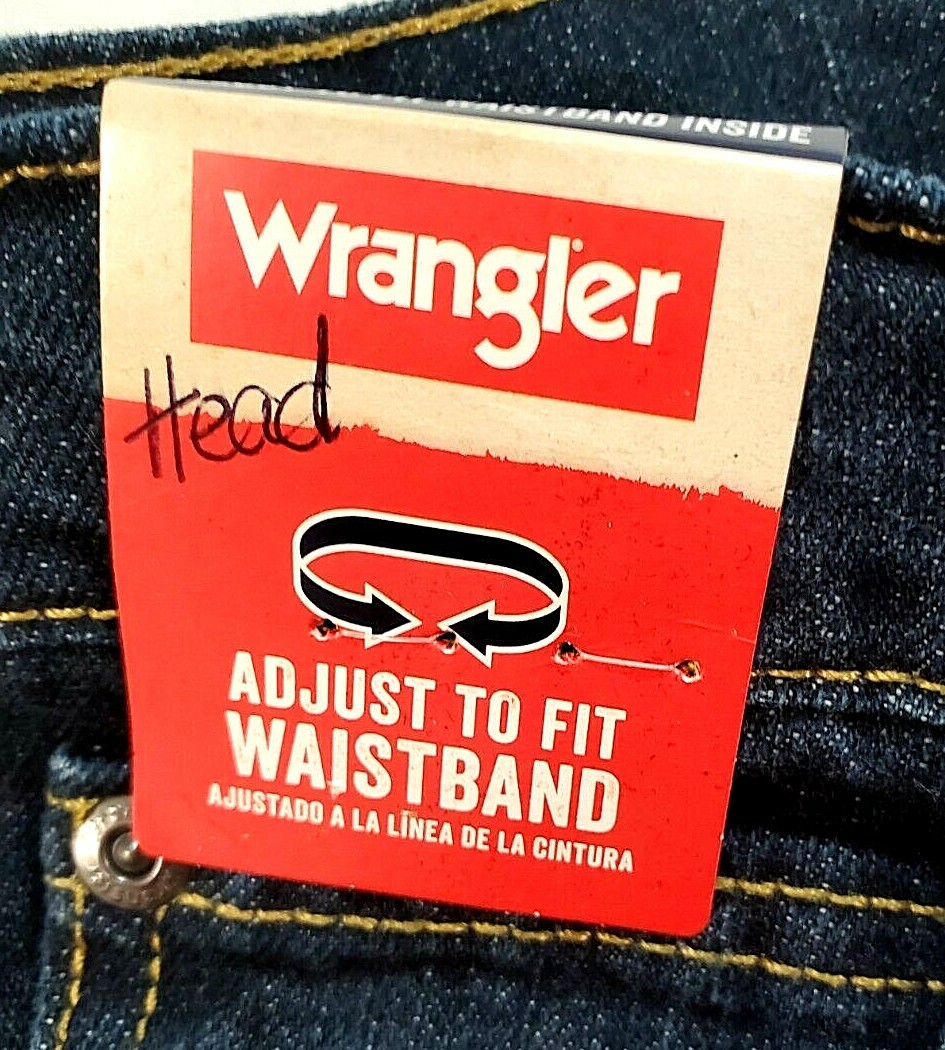 WAISTBAND INSIDE
Wrangler®
Head
ADJUST TO FIT
WAISTBAND
AJUSTADO A LA LÍNEA DE LA CINTURA